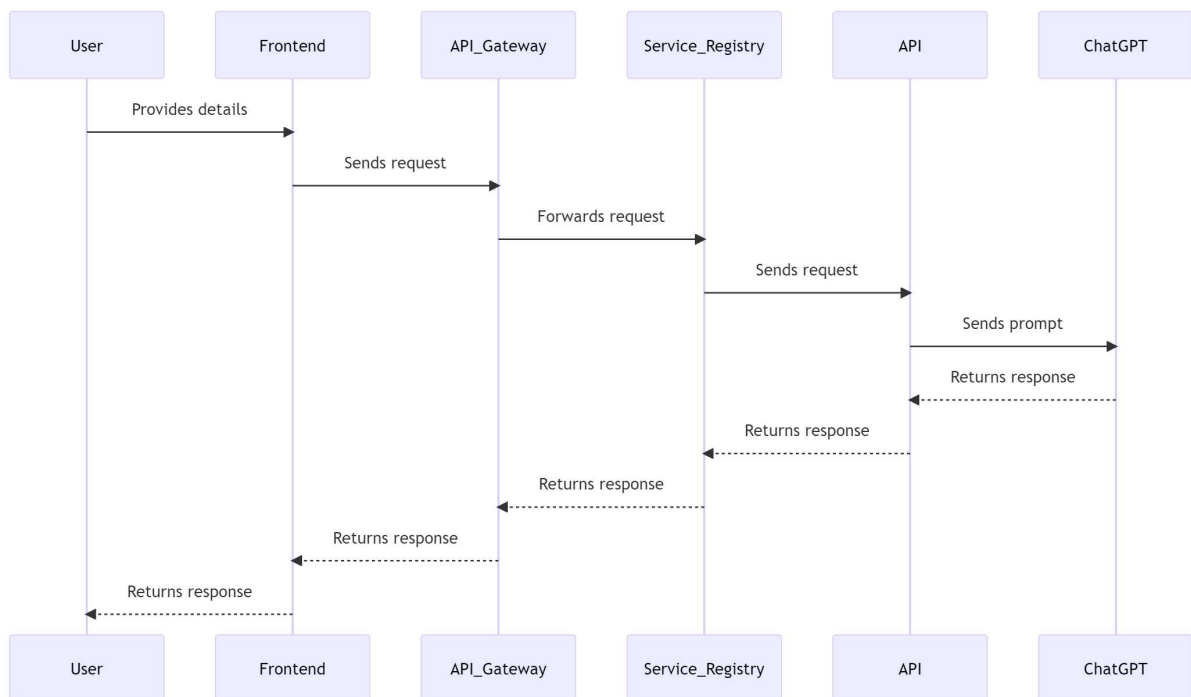 User Frontend API_Gateway Service_Registry API ChatGPT
Provides details
Sends request
Forwards request
Sends request
Sends prompt
Returns response
Returns response
Returns response
Returns response
Returns response
User Frontend API_Gateway Service_Registry API ChatGPT